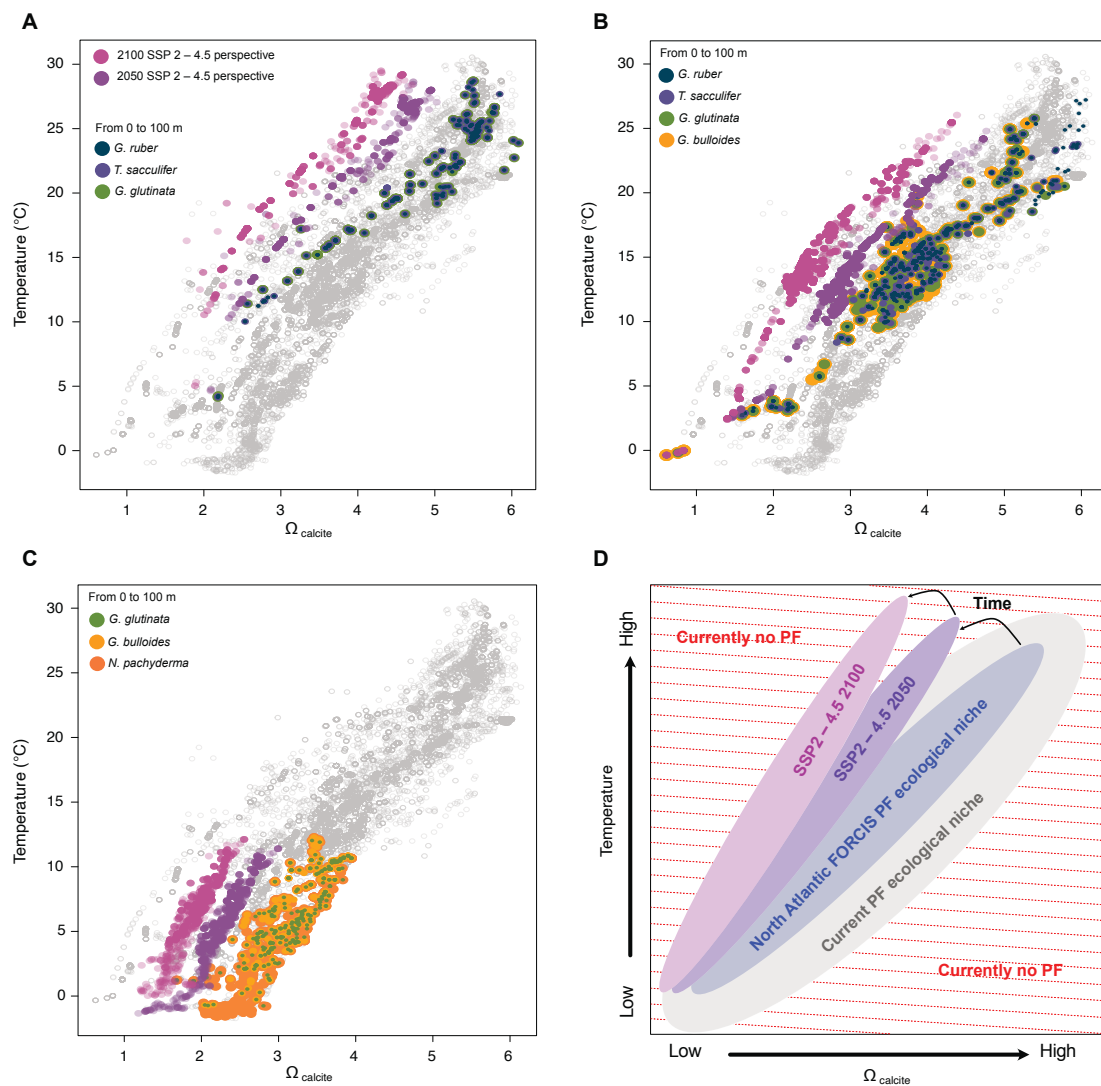 A
2100 SSP 2 – 4.5 perspective
2050 SSP 2 – 4.5 perspective
From 0 to 100 m
G. ruber
T. sacculifer
G. glutinata
30
25
20
15
10
5
0
Temperature (°C)
1 2 3 4 5 6
Ω calcite
B
From 0 to 100 m
G. ruber
T. sacculifer
G. glutinata
G. bulloides
30
25
20
15
10
5
0
Temperature (°C)
1 2 3 4 5 6
Ω calcite
C
From 0 to 100 m
G. glutinata
G. bulloides
N. pachyderma
30
25
20
15
10
5
0
Temperature (°C)
1 2 3 4 5 6
Ω calcite
D
Time
Currently no PF
SSP2 – 4.5 2100
SSP2 – 4.5 2050
North Atlantic FORCIS PF ecological niche
Current PF ecological niche
Currently no PF
High
Temperature
Low
Low High
Ω calcite